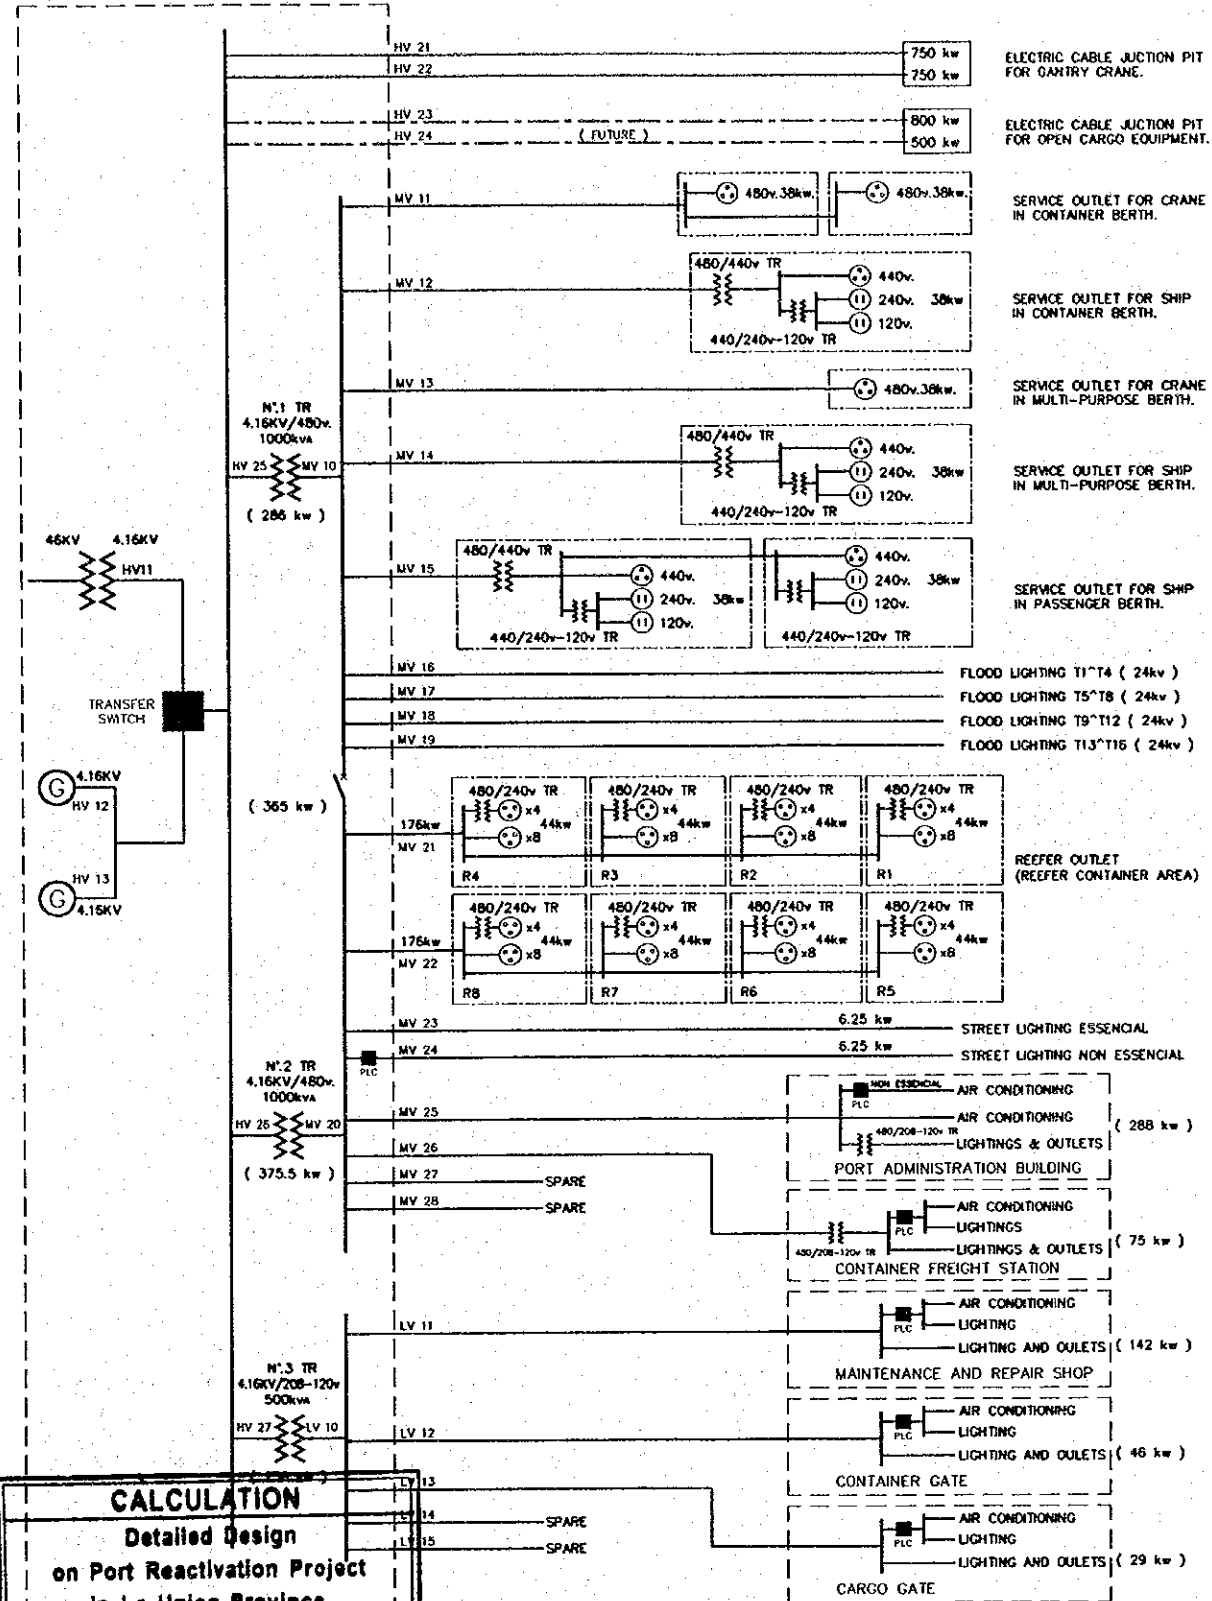 HV 21
750 kw
HV 22
750 kw
ELECTRIC CABLE JUCTION PIT
FOR GANTRY CRANE.
HV 23
800 kw
HV 24
( FUTURE )
500 kw
ELECTRIC CABLE JUCTION PIT
FOR OPEN CARGO EQUIPMENT.
MV 11
480v.38kw.
480v.38kw.
SERVICE OUTLET FOR CRANE
IN CONTAINER BERTH.
MV 12
480/440v TR
440v.
240v.
38kw
120v.
440/240v-120v TR
SERVICE OUTLET FOR SHIP
IN CONTAINER BERTH.
MV 13
480v.38kw.
SERVICE OUTLET FOR CRANE
IN MULTI-PURPOSE BERTH.
N°.1 TR
4.16KV/480v.
1000kva
HV 25
MV 10
( 286 kw )
MV 14
480/440v TR
440v.
240v.
38kw
120v.
440/240v-120v TR
SERVICE OUTLET FOR SHIP
IN MULTI-PURPOSE BERTH.
46KV
4.16KV
HV11
MV 15
480/440v TR
440v.
240v.
38kw
120v.
440/240v-120v TR
440v.
240v.
38kw
120v.
440/240v-120v TR
SERVICE OUTLET FOR SHIP
IN PASSENGER BERTH.
MV 16
FLOOD LIGHTING T1^T4 ( 24kv )
MV 17
FLOOD LIGHTING T5^T8 ( 24kv )
MV 18
FLOOD LIGHTING T9^T12 ( 24kv )
MV 19
FLOOD LIGHTING T13^T16 ( 24kv )
TRANSFER
SWITCH
G
4.16KV
HV 12
HV 13
G
4.16KV
( 365 kw )
176kw
MV 21
480/240v TR
x4
44kw
x8
R4
480/240v TR
x4
44kw
x8
R3
480/240v TR
x4
44kw
x8
R2
480/240v TR
x4
44kw
x8
R1
REEFER OUTLET
(REEFER CONTAINER AREA)
176kw
MV 22
480/240v TR
x4
44kw
x8
R8
480/240v TR
x4
44kw
x8
R7
480/240v TR
x4
44kw
x8
R6
480/240v TR
x4
44kw
x8
R5
MV 23
6.25 kw
STREET LIGHTING ESSENCIAL
PLC
MV 24
6.25 kw
STREET LIGHTING NON ESSENCIAL
N°.2 TR
4.16KV/480v.
1000kva
HV 26
MV 20
( 375.5 kw )
MV 25
NON ESSENCIAL
PLC
AIR CONDITIONING
AIR CONDITIONING
480/208-120v TR
LIGHTINGS & OUTLETS
( 288 kw )
PORT ADMINISTRATION BUILDING
MV 26
MV 27
SPARE
MV 28
SPARE
480/208-120v TR
PLC
AIR CONDITIONING
LIGHTINGS
LIGHTINGS & OUTLETS
( 75 kw )
CONTAINER FREIGHT STATION
LV 11
PLC
AIR CONDITIONING
LIGHTING
LIGHTING AND OULETS
( 142 kw )
MAINTENANCE AND REPAIR SHOP
N°.3 TR
4.16KV/208-120v
500kva
HV 27
LV 10
LV 12
PLC
AIR CONDITIONING
LIGHTING
LIGHTING AND OULETS
( 46 kw )
CONTAINER GATE
LV 13
LV 14
SPARE
LV 15
SPARE
PLC
AIR CONDITIONING
LIGHTING
LIGHTING AND OULETS
( 29 kw )
CARGO GATE
CALCULATION
Detailed Design
on Port Reactivation Project
in La Union Province